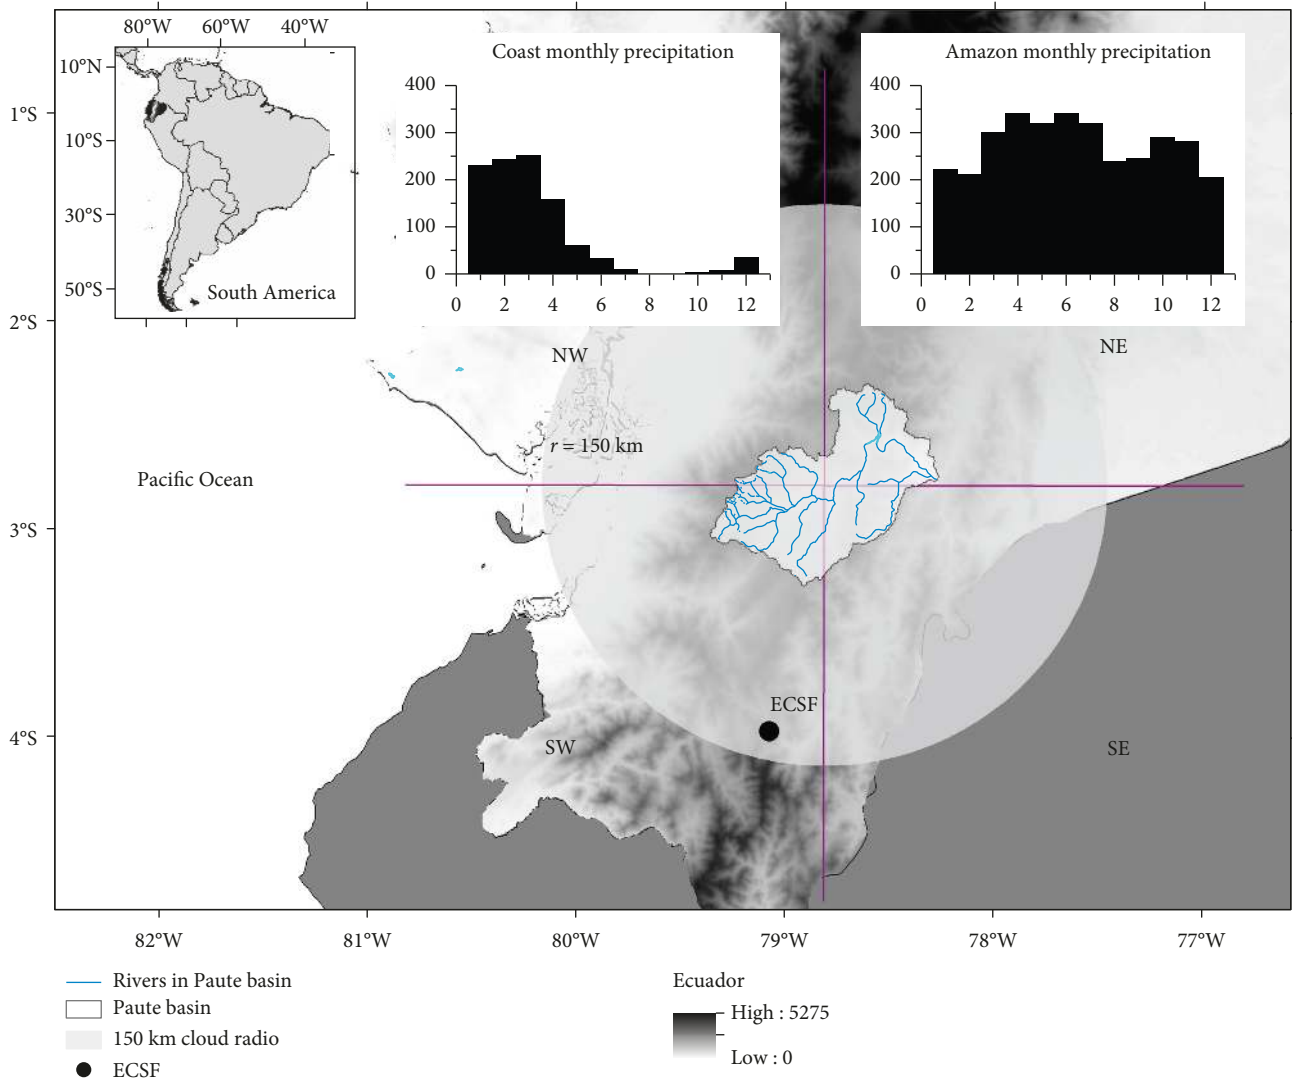 80°W 60°W 40°W
10°N
10°S
30°S
50°S
South America
Coast monthly precipitation
400
300
200
100
0
0 2 4 6 8 10 12
Amazon monthly precipitation
400
300
200
100
0
0 2 4 6 8 10 12
1°S
2°S
3°S
4°S
NW
NE
r = 150 km
Pacific Ocean
ECSF
SW
SE
82°W 81°W 80°W 79°W 78°W 77°W
Rivers in Paute basin
Paute basin
150 km cloud radio
ECSF
Ecuador
High : 5275
Low : 0